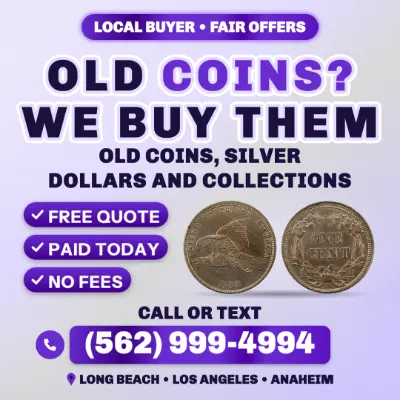 LOCAL BUYER • FAIR OFFERS
OLD COINS?
WE BUY THEM
OLD COINS, SILVER
DOLLARS AND COLLECTIONS
FREE QUOTE
PAID TODAY
NO FEES
ONE
CENT
CALL OR TEXT
(562) 999-4994
LONG BEACH • LOS ANGELES • ANAHEIM